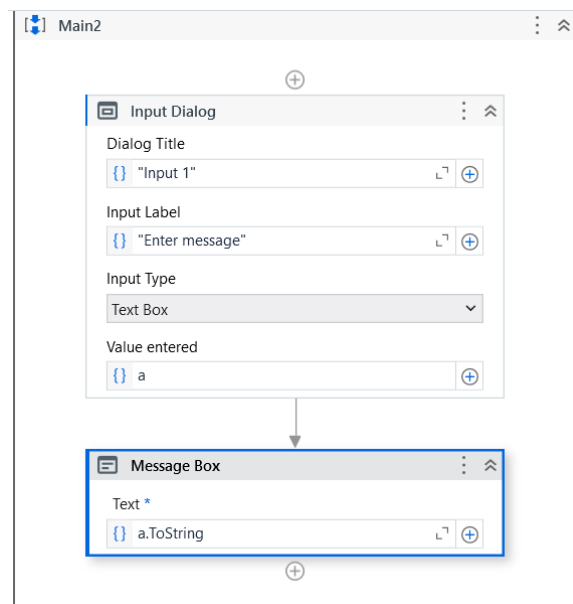 Main2
Input Dialog
Dialog Title
"Input 1"
Input Label
"Enter message"
Input Type
Text Box
Value entered
a
Message Box
Text *
a.ToString